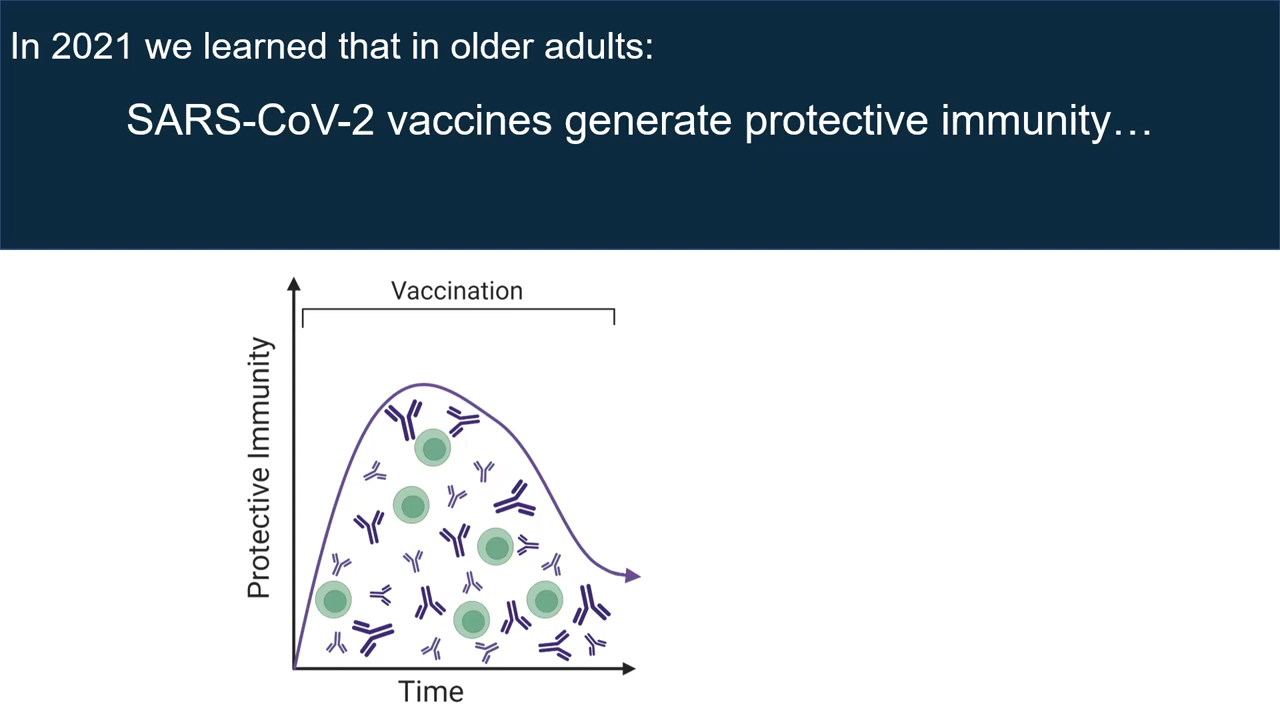 In 2021 we learned that in older adults:
SARS-CoV-2 vaccines generate protective immunity…
Vaccination
Protective Immunity
Time